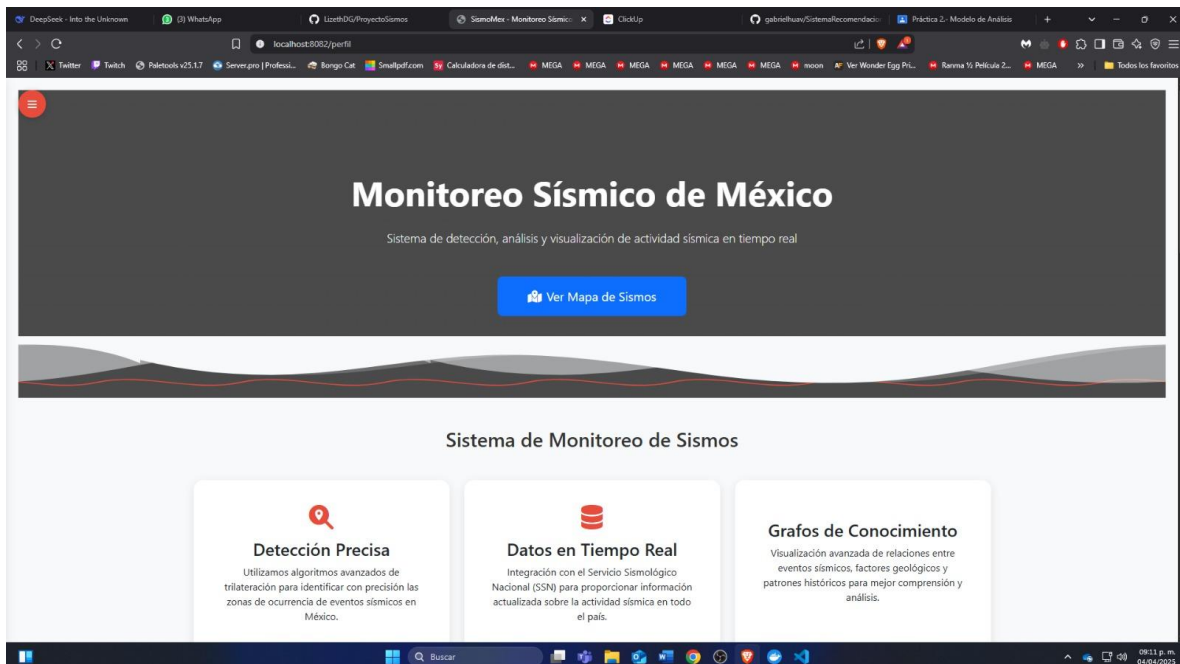 DeepSeek - Into the Unknown
(3) WhatsApp
LizethDG/ProyectoSismos
SismoMex - Monitoreo Sísmico
ClickUp
gabrielhuav/SistemaRecomendacio
Práctica 2.- Modelo de Análisis
localhost:8082/perfil
Twitter
Twitch
Paletools v25.1.7
Server.pro | Professi...
Bongo Cat
Smallpdf.com
Calculadora de dist...
MEGA
MEGA
MEGA
MEGA
MEGA
MEGA
moon
Ver Wonder Egg Pri...
Ranma ½ Película 2...
MEGA
»
Todos los favoritos
Monitoreo Sísmico de México
Sistema de detección, análisis y visualización de actividad sísmica en tiempo real
Ver Mapa de Sismos
Sistema de Monitoreo de Sismos
Detección Precisa
Utilizamos algoritmos avanzados de
trilateración para identificar con precisión las
zonas de ocurrencia de eventos sísmicos en
México.
Datos en Tiempo Real
Integración con el Servicio Sismológico
Nacional (SSN) para proporcionar información
actualizada sobre la actividad sísmica en todo
el país.
Grafos de Conocimiento
Visualización avanzada de relaciones entre
eventos sísmicos, factores geológicos y
patrones históricos para mejor comprensión y
análisis.
Buscar
09:11 p. m.
04/04/2025